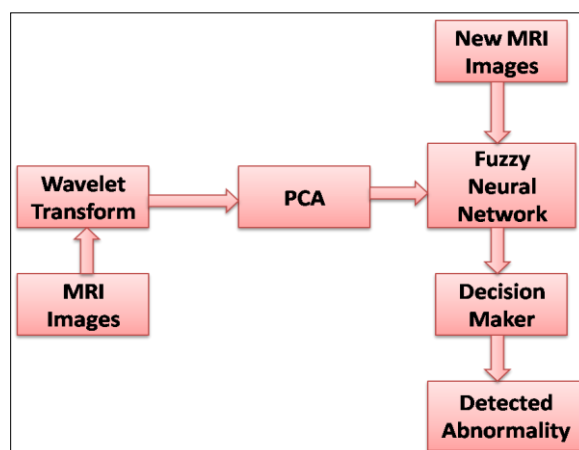 New MRI
Images
Wavelet
Transform
PCA
Fuzzy
Neural
Network
MRI
Images
Decision
Maker
Detected
Abnormality